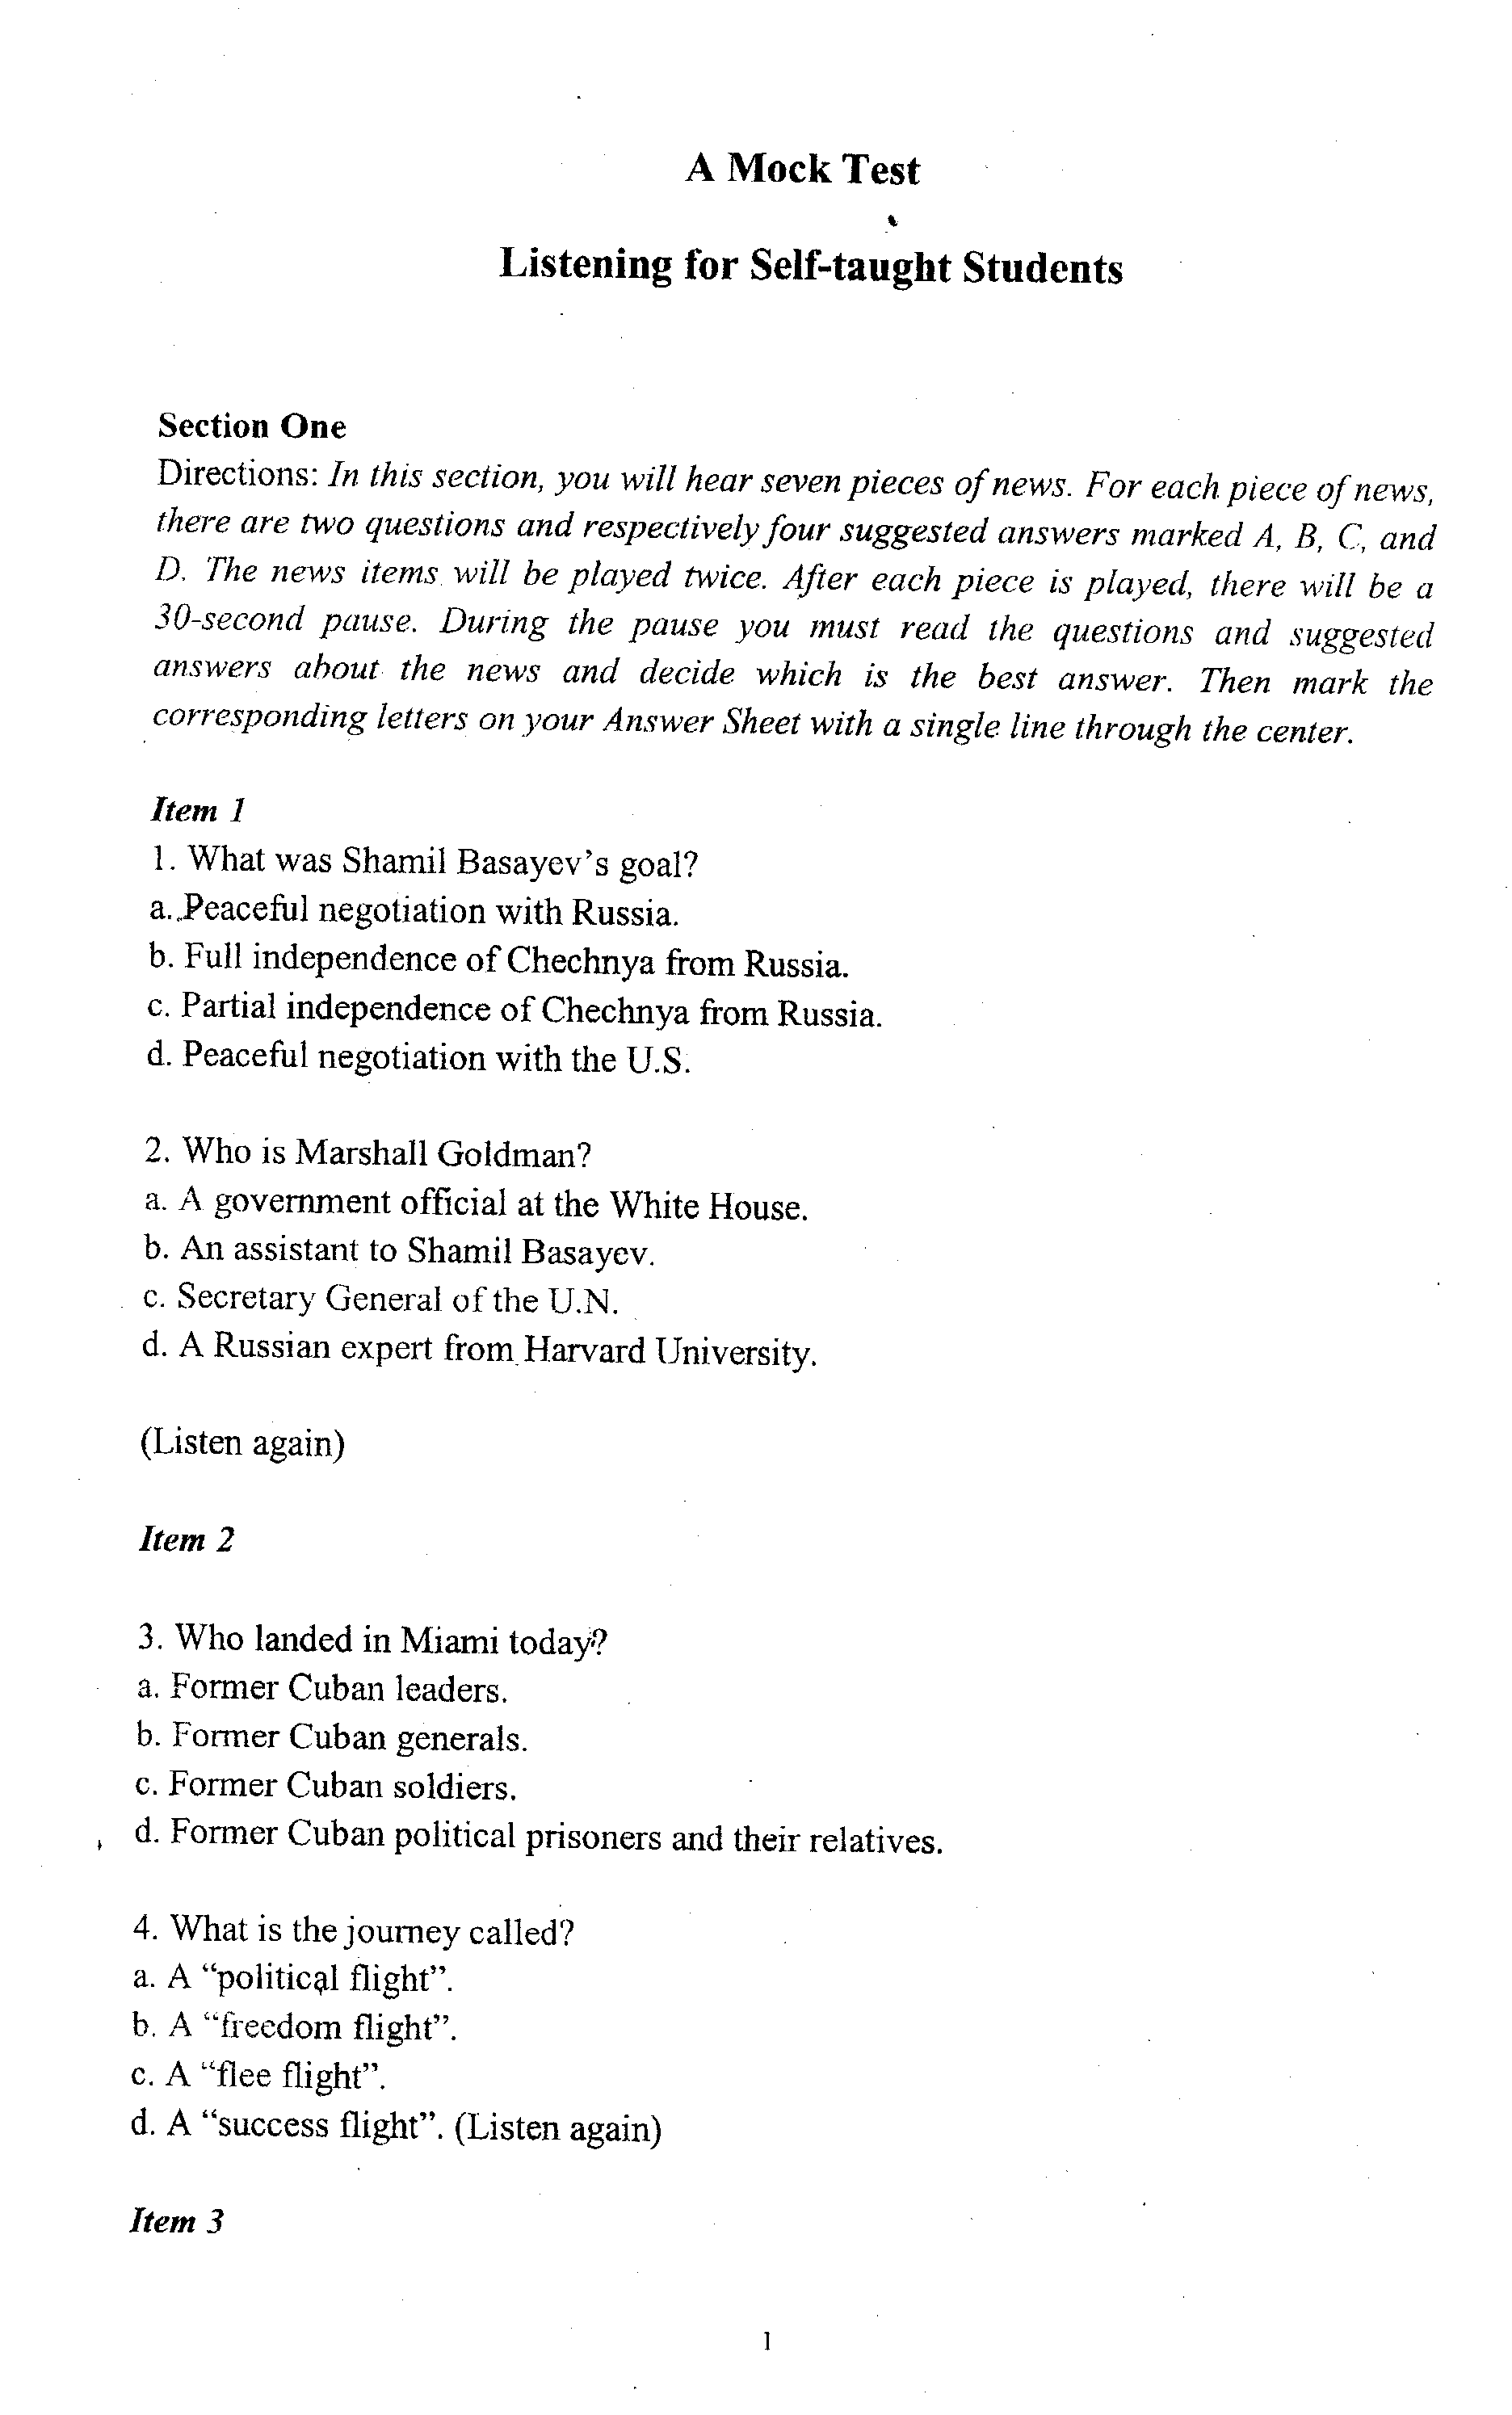 A Mock Test
Listening for Self-taught Students
Section One
Directions: In this section, you will hear seven pieces of news. For each piece of news,
there are two questions and respectively four suggested answers marked A, B, C, and
D. The news items will be played twice. After each piece is played, there will be a
30-second pause. During the pause you must read the questions and suggested
answers about the news and decide which is the best answer. Then mark the
corresponding letters on your Answer Sheet with a single line through the center.
Item 1
1. What was Shamil Basayev's goal?
a. Peaceful negotiation with Russia.
b. Full independence of Chechnya from Russia.
c. Partial independence of Chechnya from Russia.
d. Peaceful negotiation with the U.S.
2. Who is Marshall Goldman?
a. A government official at the White House.
b. An assistant to Shamil Basayev.
c. Secretary General of the U.N.
d. A Russian expert from Harvard University.
(Listen again)
Item 2
3. Who landed in Miami today?
a. Former Cuban leaders.
b. Former Cuban generals.
c. Former Cuban soldiers.
d. Former Cuban political prisoners and their relatives.
4. What is the journey called?
a. A "political flight".
b. A "freedom flight".
c. A "flee flight".
d. A "success flight". (Listen again)
Item 3
1